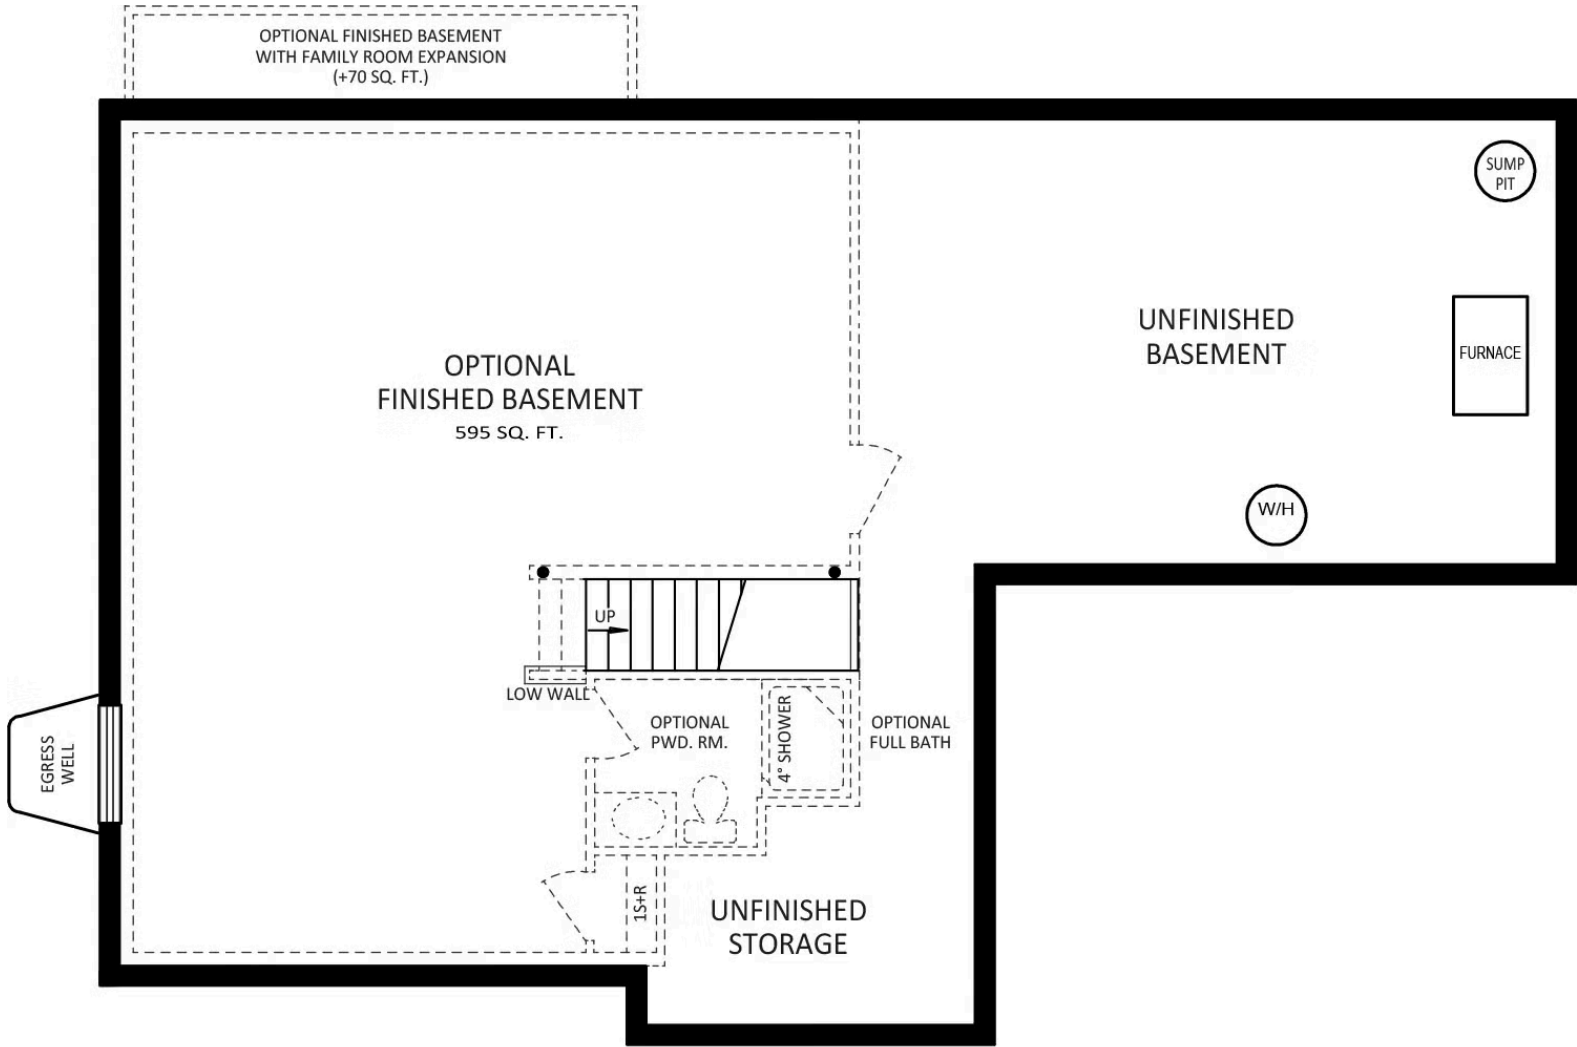 OPTIONAL FINISHED BASEMENT
WITH FAMILY ROOM EXPANSION
(+70 SQ. FT.)
SUMP
PIT
UNFINISHED
BASEMENT
FURNACE
OPTIONAL
FINISHED BASEMENT
595 SQ. FT.
W/H
UP
LOW WALL
OPTIONAL
PWD. RM.
4° SHOWER
OPTIONAL
FULL BATH
EGRESS
WELL
1S+R
UNFINISHED
STORAGE